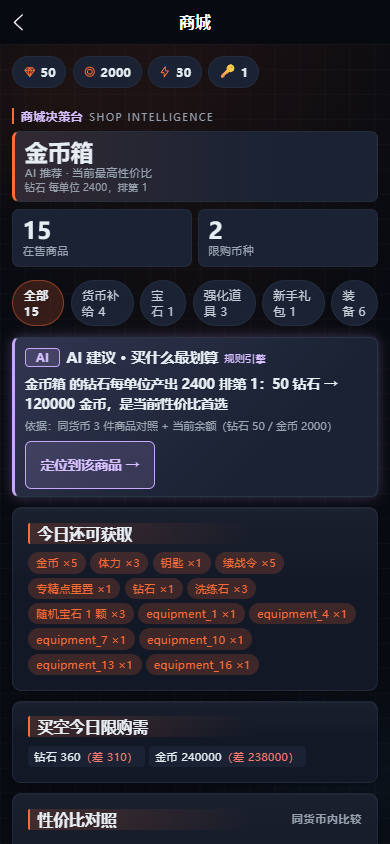 商城
50 2000 30 1
商城决策台 SHOP INTELLIGENCE
金币箱
AI 推荐 · 当前最高性价比
钻石 每单位 2400，排第 1
15 2
在售商品 限购币种
全部 15
货币补给 4
宝石 1
强化道具 3
新手礼包 1
装备 6
AI AI 建议 · 买什么最划算 规则引擎
金币箱 的钻石每单位产出 2400 排第 1：50 钻石 →
120000 金币，是当前性价比首选
依据：同货币 3 件商品对照 + 当前余额（钻石 50 / 金币 2000）
定位到该商品 →
今日还可获取
金币 ×5 体力 ×3 钥匙 ×1 续战令 ×5
专精点重置 ×1 钻石 ×1 洗练石 ×3
随机宝石 1 颗 ×3 equipment_1 ×1 equipment_4 ×1
equipment_7 ×1 equipment_10 ×1
equipment_13 ×1 equipment_16 ×1
买空今日限购需
钻石 360（差 310） 金币 240000（差 238000）
性价比对照 同货币内比较